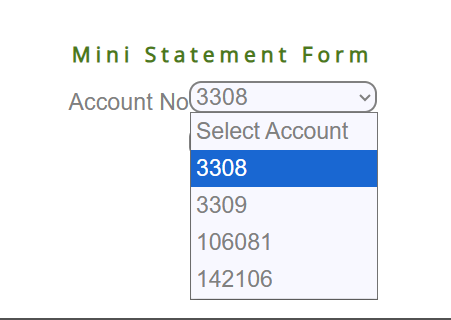 Mini Statement Form
Account No 3308
Select Account
3308
3309
106081
142106